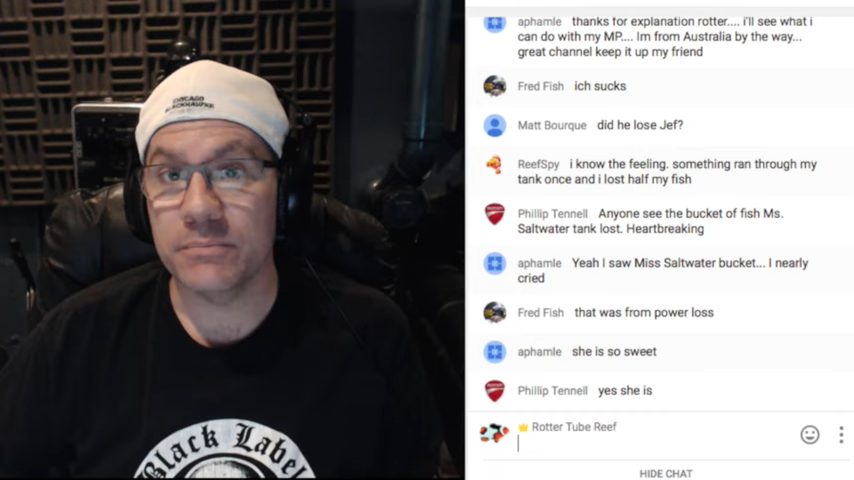 CHICAGO
BLACKHAWKS
Black Label
aphamle thanks for explanation rotter.... i'll see what i
can do with my MP.... Im from Australia by the way...
great channel keep it up my friend
Fred Fish ich sucks
Matt Bourque did he lose Jef?
ReefSpy i know the feeling. something ran through my
tank once and i lost half my fish
Phillip Tennell Anyone see the bucket of fish Ms.
Saltwater tank lost. Heartbreaking
aphamle Yeah I saw Miss Saltwater bucket... I nearly
cried
Fred Fish that was from power loss
aphamle she is so sweet
Phillip Tennell yes she is
Rotter Tube Reef
HIDE CHAT